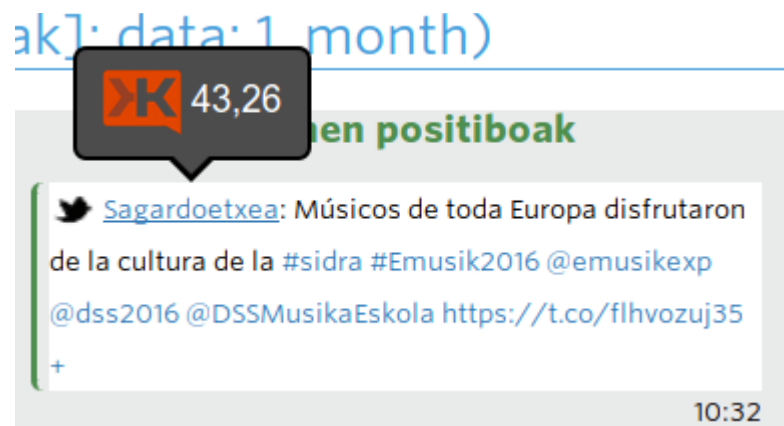 ak]: data: 1 month)
43,26
en positiboak
Sagardoetxea: Músicos de toda Europa disfrutaron
de la cultura de la #sidra #Emusik2016 @emusikexp
@dss2016 @DSSMusikaEskola https://t.co/flhvozuj35
+
10:32